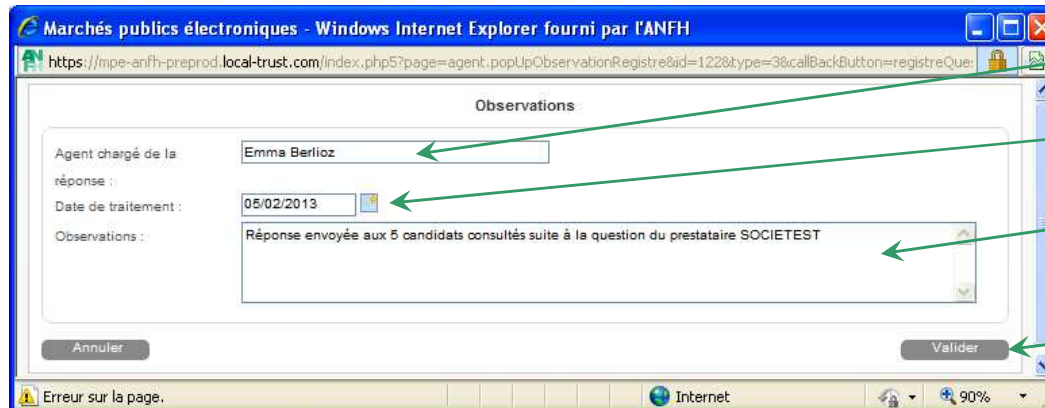 Marchés publics électroniques - Windows Internet Explorer fourni par l'ANFH
https://mpe-anfh-preprod.local-trust.com/index.php5?page=agent.popUpObservationRegistre&id=122&type=3&callBackButton=registreQue:
Observations
Agent chargé de la
réponse :
Emma Berlioz
Date de traitement :
05/02/2013
Observations :
Réponse envoyée aux 5 candidats consultés suite à la question du prestataire SOCIETEST
Annuler
Valider
Erreur sur la page.
Internet
90%